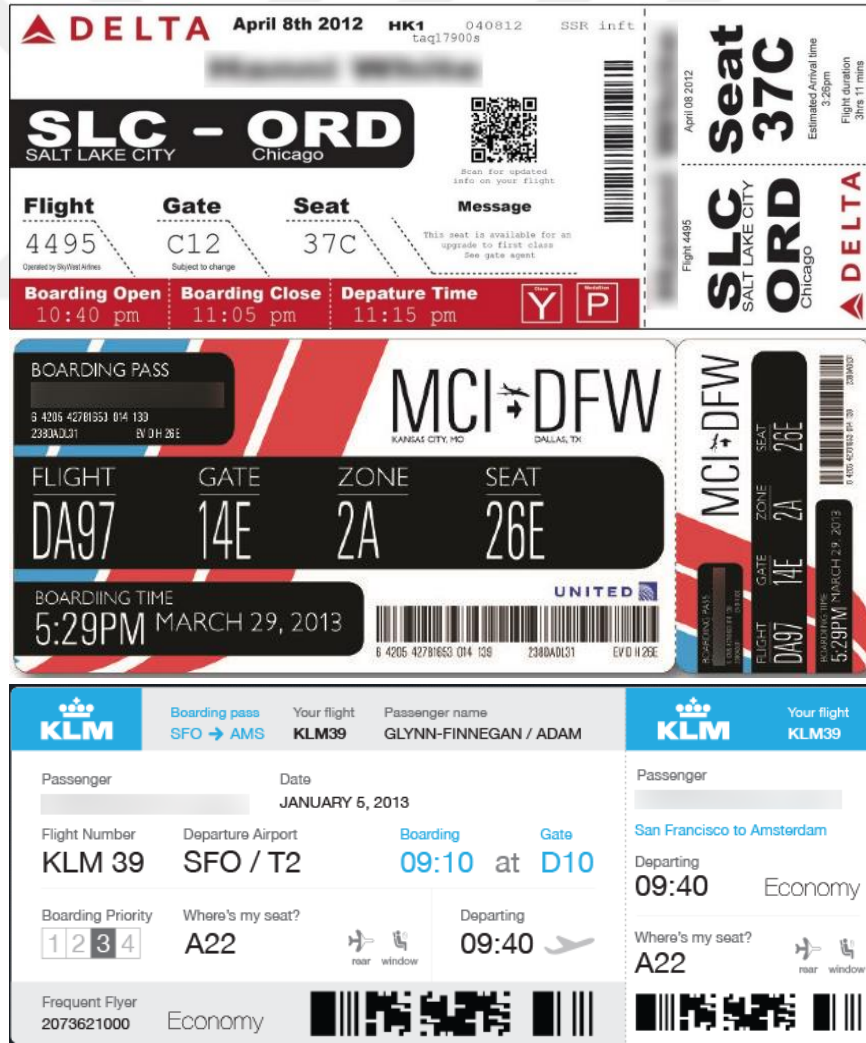 DELTA April 8th 2012 HK1 040812 SSR inft
taq17900s
SLC - ORD
SALT LAKE CITY Chicago
Scan for updated
info on your flight
Flight Gate Seat Message
4495 C12 37C
This seat is available for an
upgrade to first class
See gate agent
Operated by SkyWest Airlines Subject to change
Boarding Open Boarding Close Depature Time
10:40 pm 11:05 pm 11:15 pm
Class Y P
April 08 2012
Seat
37C
Estimated Arrival time
3:26pm
Flight duration
3hrs 11 mins
Flight 4495
SLC
SALT LAKE CITY
ORD
Chicago
DELTA
BOARDING PASS
6 4205 42781653 014 139
2380ADL31 EV 0 H 26E
MCI DFW
KANSAS CITY, MO DALLAS, TX
FLIGHT GATE ZONE SEAT
DA97 14E 2A 26E
BOARDIING TIME
5:29PM MARCH 29, 2013
UNITED
6 4205 42781653 014 139 2380ADL31 EV 0 H 26E
MCI DFW
BOARDING PASS
FLIGHT GATE ZONE SEAT
DA97 14E 2A 26E
BOARDIING TIME
5:29PM MARCH 29, 2013
KLM
Boarding pass Your flight Passenger name
SFO → AMS KLM39 GLYNN-FINNEGAN / ADAM
Passenger Date
JANUARY 5, 2013
Flight Number Departure Airport Boarding Gate
KLM 39 SFO / T2 09:10 at D10
Boarding Priority Where's my seat? Departing
1 2 3 4 A22 rear window 09:40
Frequent Flyer
2073621000 Economy
KLM
Your flight
KLM39
Passenger
San Francisco to Amsterdam
Departing
09:40 Economy
Where's my seat?
A22 rear window